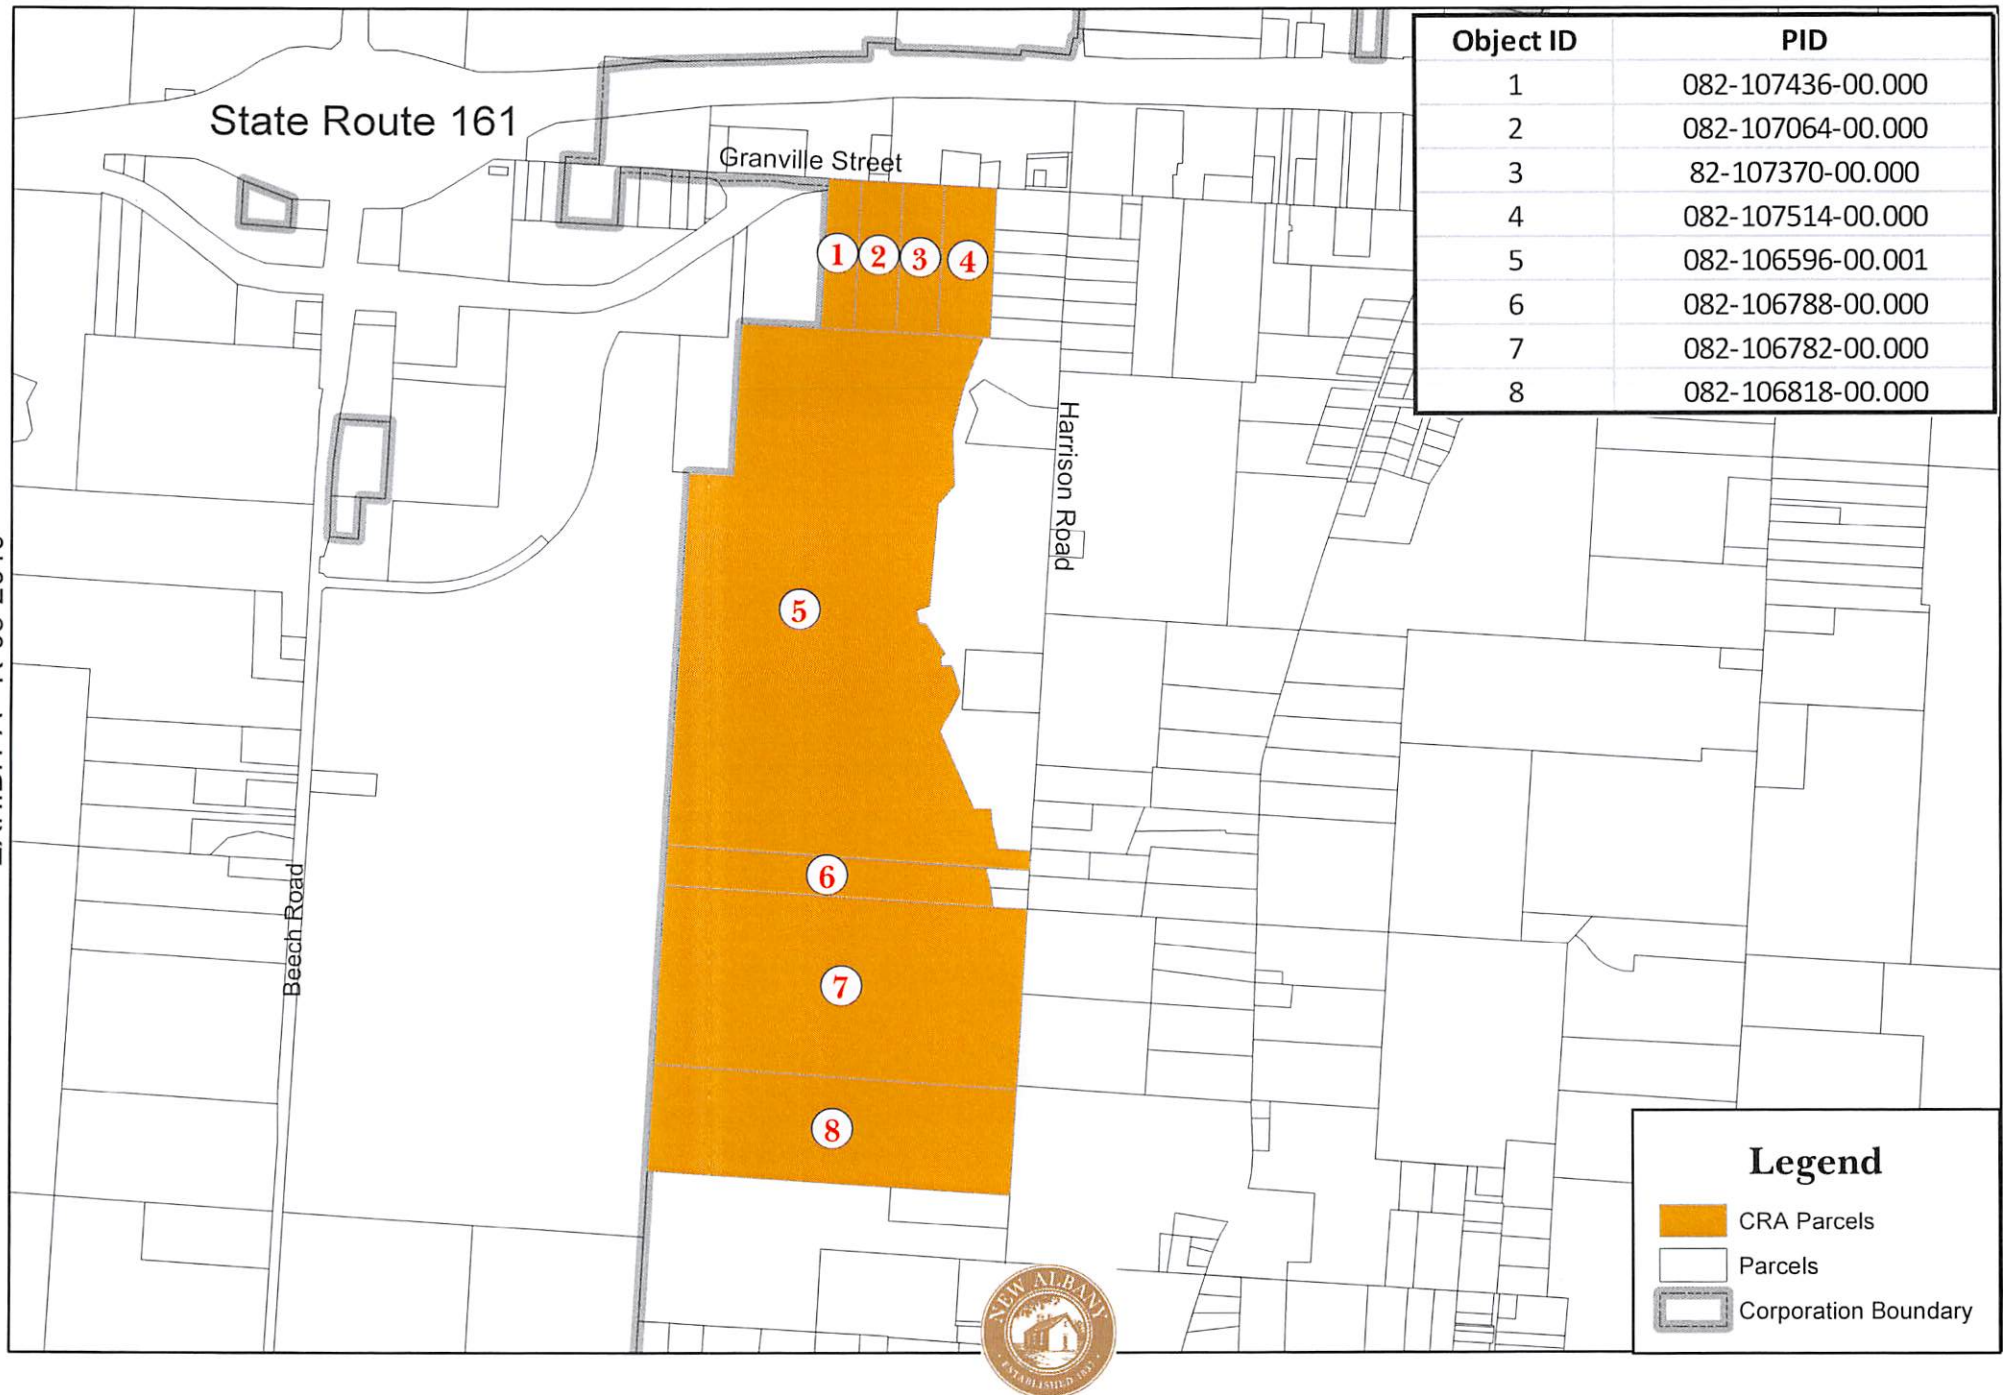 Object ID PID
1 082-107436-00.000
2 082-107064-00.000
3 82-107370-00.000
4 082-107514-00.000
5 082-106596-00.001
6 082-106788-00.000
7 082-106782-00.000
8 082-106818-00.000
State Route 161
Granville Street
1 2 3 4
Harrison Road
5
6
Beech Road
7
8
Legend
CRA Parcels
Parcels
Corporation Boundary
NEW ALBANY
ESTABLISHED 1837